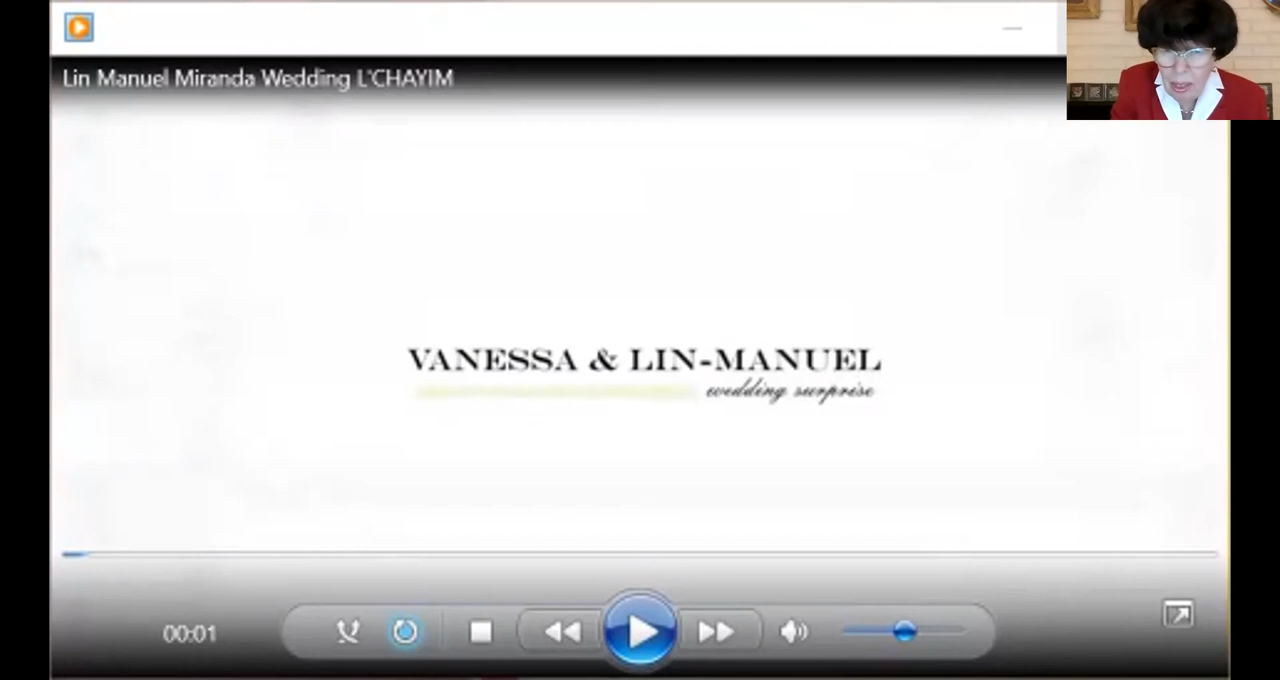 Lin Manuel Miranda Wedding L'CHAYIM
VANESSA & LIN-MANUEL
wedding surprise
00:01